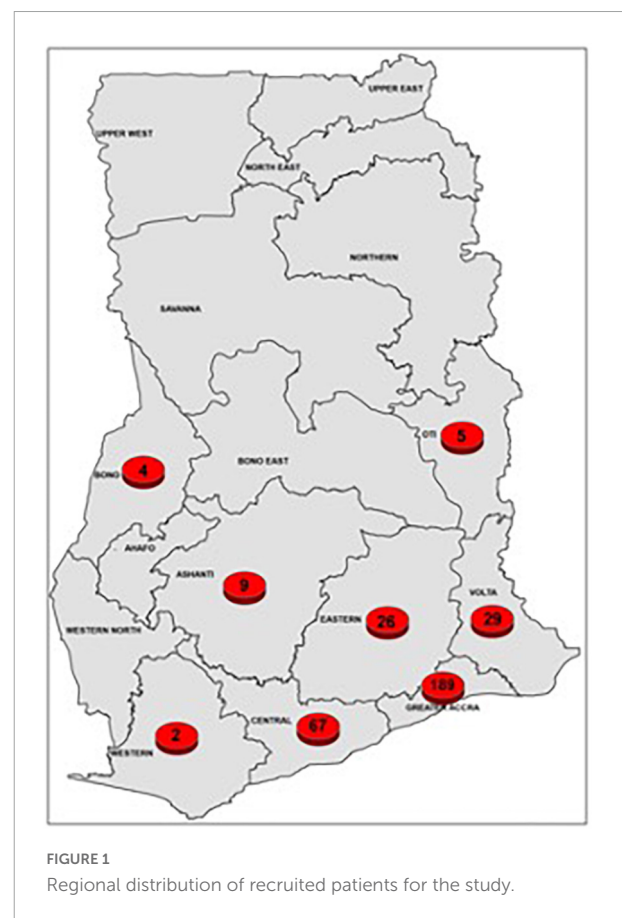 UPPER EAST
UPPER WEST
NORTH EAST
NORTHERN
SAVANNA
OTI 5
BONO 4
BONO EAST
AHAFO
ASHANTI 9
VOLTA
EASTERN 26
29
WESTERN NORTH
189
GREATER ACCRA
CENTRAL 67
WESTERN 2
FIGURE 1
Regional distribution of recruited patients for the study.